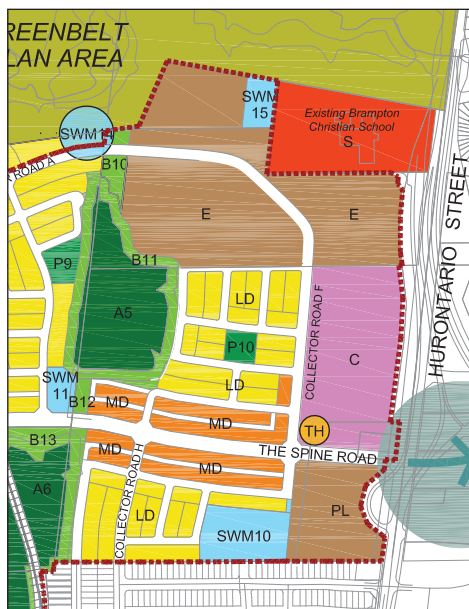 REENBELT
LAN AREA
SWM
15
Existing Brampton
Christian School
S
SWM14
ROAD A
B10
HURONTARIO STREET
E
E
P9
B11
A5
LD
COLLECTOR ROAD F
P10
C
SWM
11
LD
B12
MD
MD
TH
B13
MD
MD
THE SPINE ROAD
A6
COLLECTOR ROAD H
LD
SWM10
PL